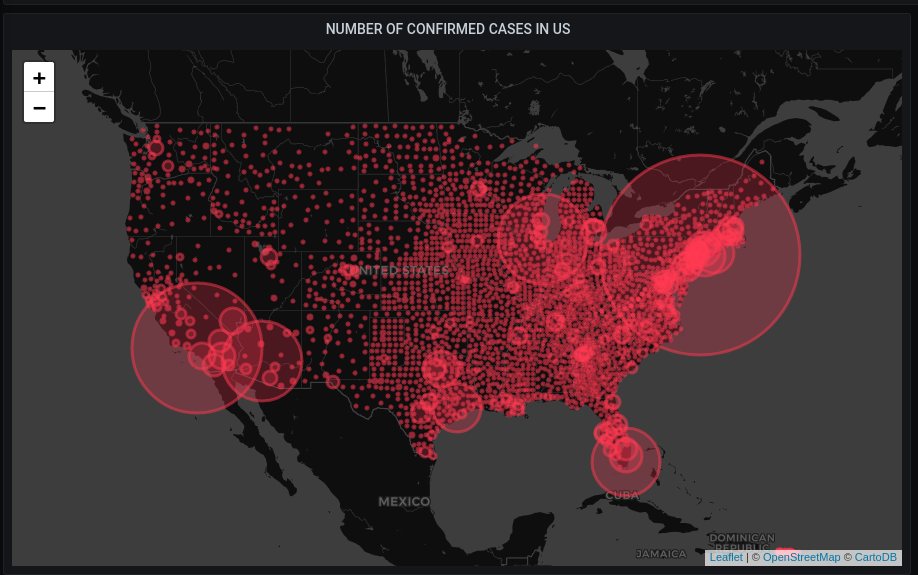 NUMBER OF CONFIRMED CASES IN US
+
−
UNITED STATES
MEXICO
CUBA
JAMAICA
DOMINICAN
REPUBLIC
Leaflet | © OpenStreetMap © CartoDB